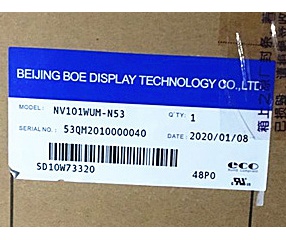 BEIJING BOE DISPLAY TECHNOLOGY CO.,LTD.
MODEL: NV101WUM-N53 Q'TY: 1
SERIAL NO.: 53QM2010000040 DATE: 2020/01/08
SD10W73320 48P0
eco